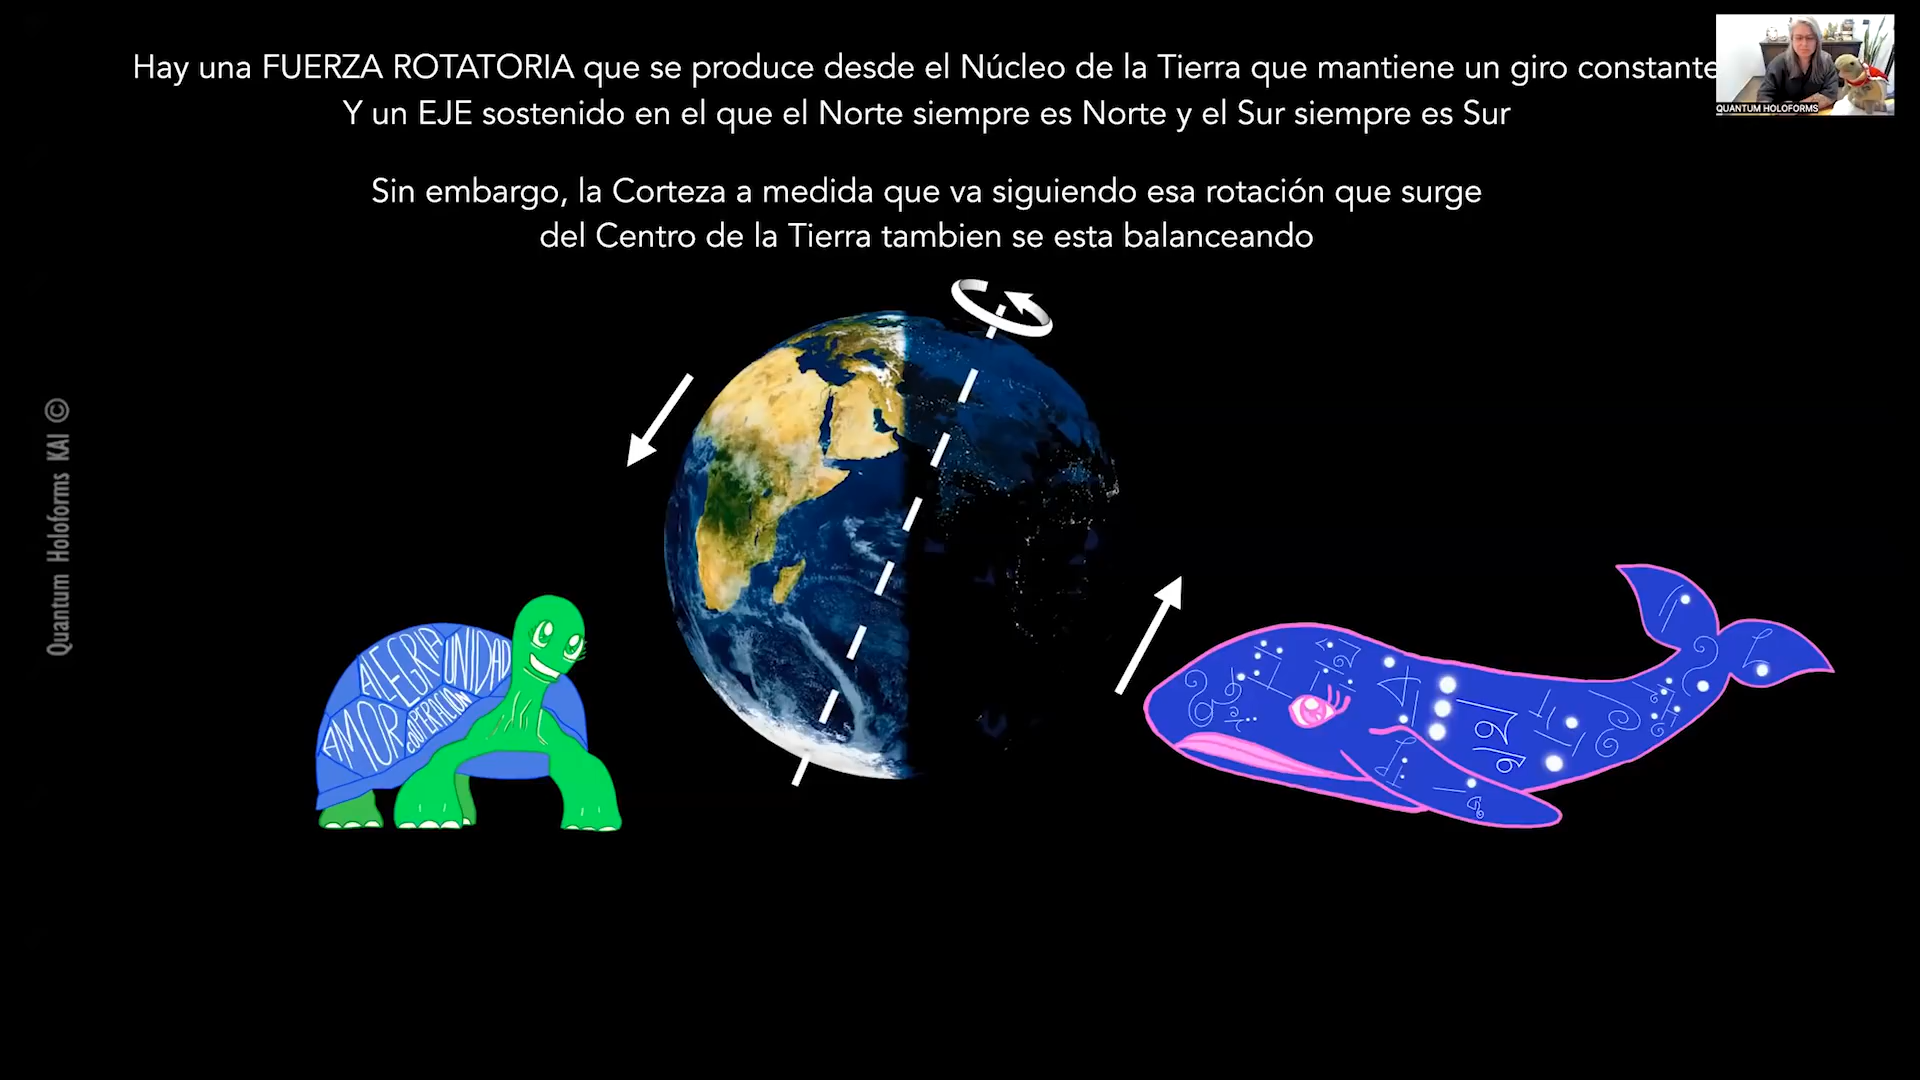 Hay una FUERZA ROTATORIA que se produce desde el Núcleo de la Tierra que mantiene un giro constante
Y un EJE sostenido en el que el Norte siempre es Norte y el Sur siempre es Sur
Sin embargo, la Corteza a medida que va siguiendo esa rotación que surge
del Centro de la Tierra tambien se esta balanceando
QUANTUM HOLOFORMS
Quantum Holoforms KAI ©
ALEGRIA
UNIDAD
AMOR
COOPERACION